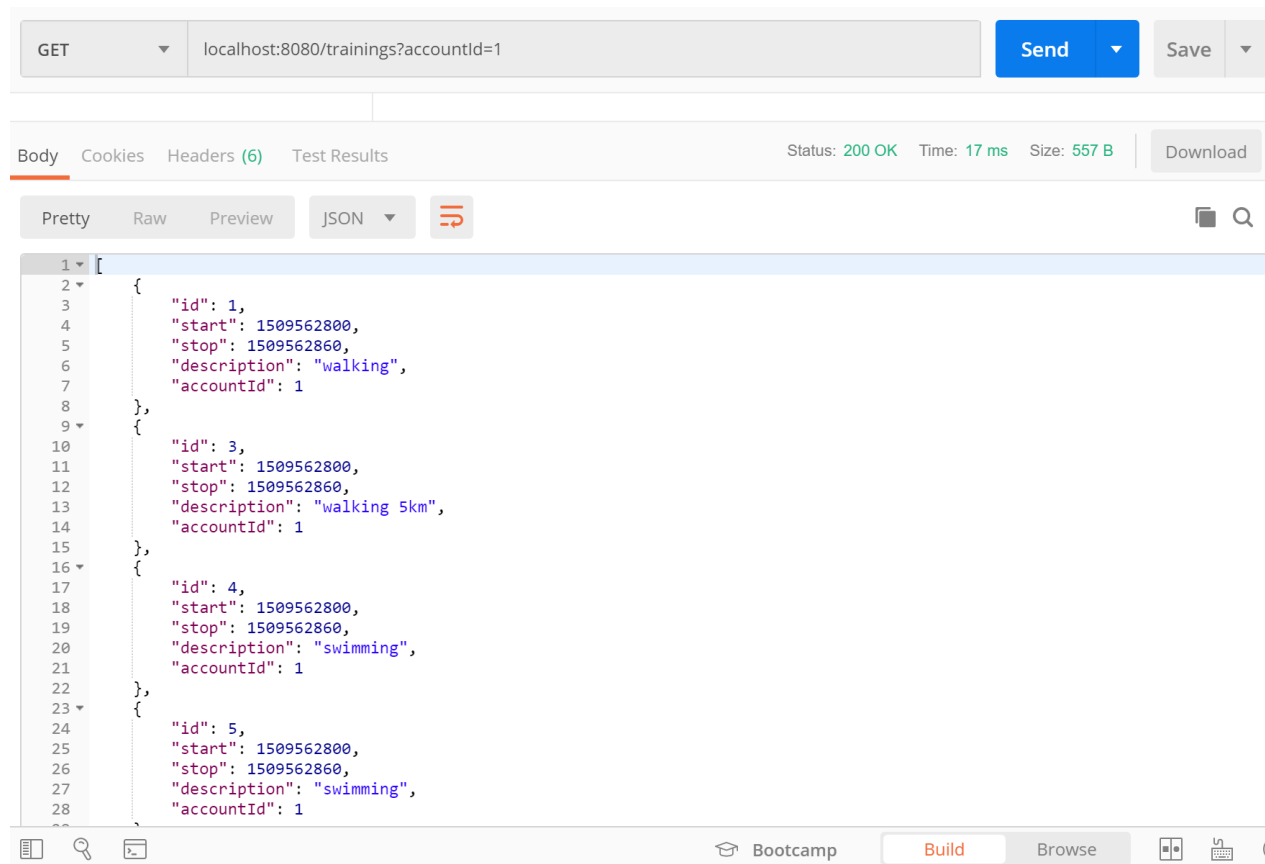 GET localhost:8080/trainings?accountId=1 Send Save
Body Cookies Headers (6) Test Results Status: 200 OK Time: 17 ms Size: 557 B Download
Pretty Raw Preview JSON
1 [
2 {
3 "id": 1,
4 "start": 1509562800,
5 "stop": 1509562860,
6 "description": "walking",
7 "accountId": 1
8 },
9 {
10 "id": 3,
11 "start": 1509562800,
12 "stop": 1509562860,
13 "description": "walking 5km",
14 "accountId": 1
15 },
16 {
17 "id": 4,
18 "start": 1509562800,
19 "stop": 1509562860,
20 "description": "swimming",
21 "accountId": 1
22 },
23 {
24 "id": 5,
25 "start": 1509562800,
26 "stop": 1509562860,
27 "description": "swimming",
28 "accountId": 1
Bootcamp Build Browse